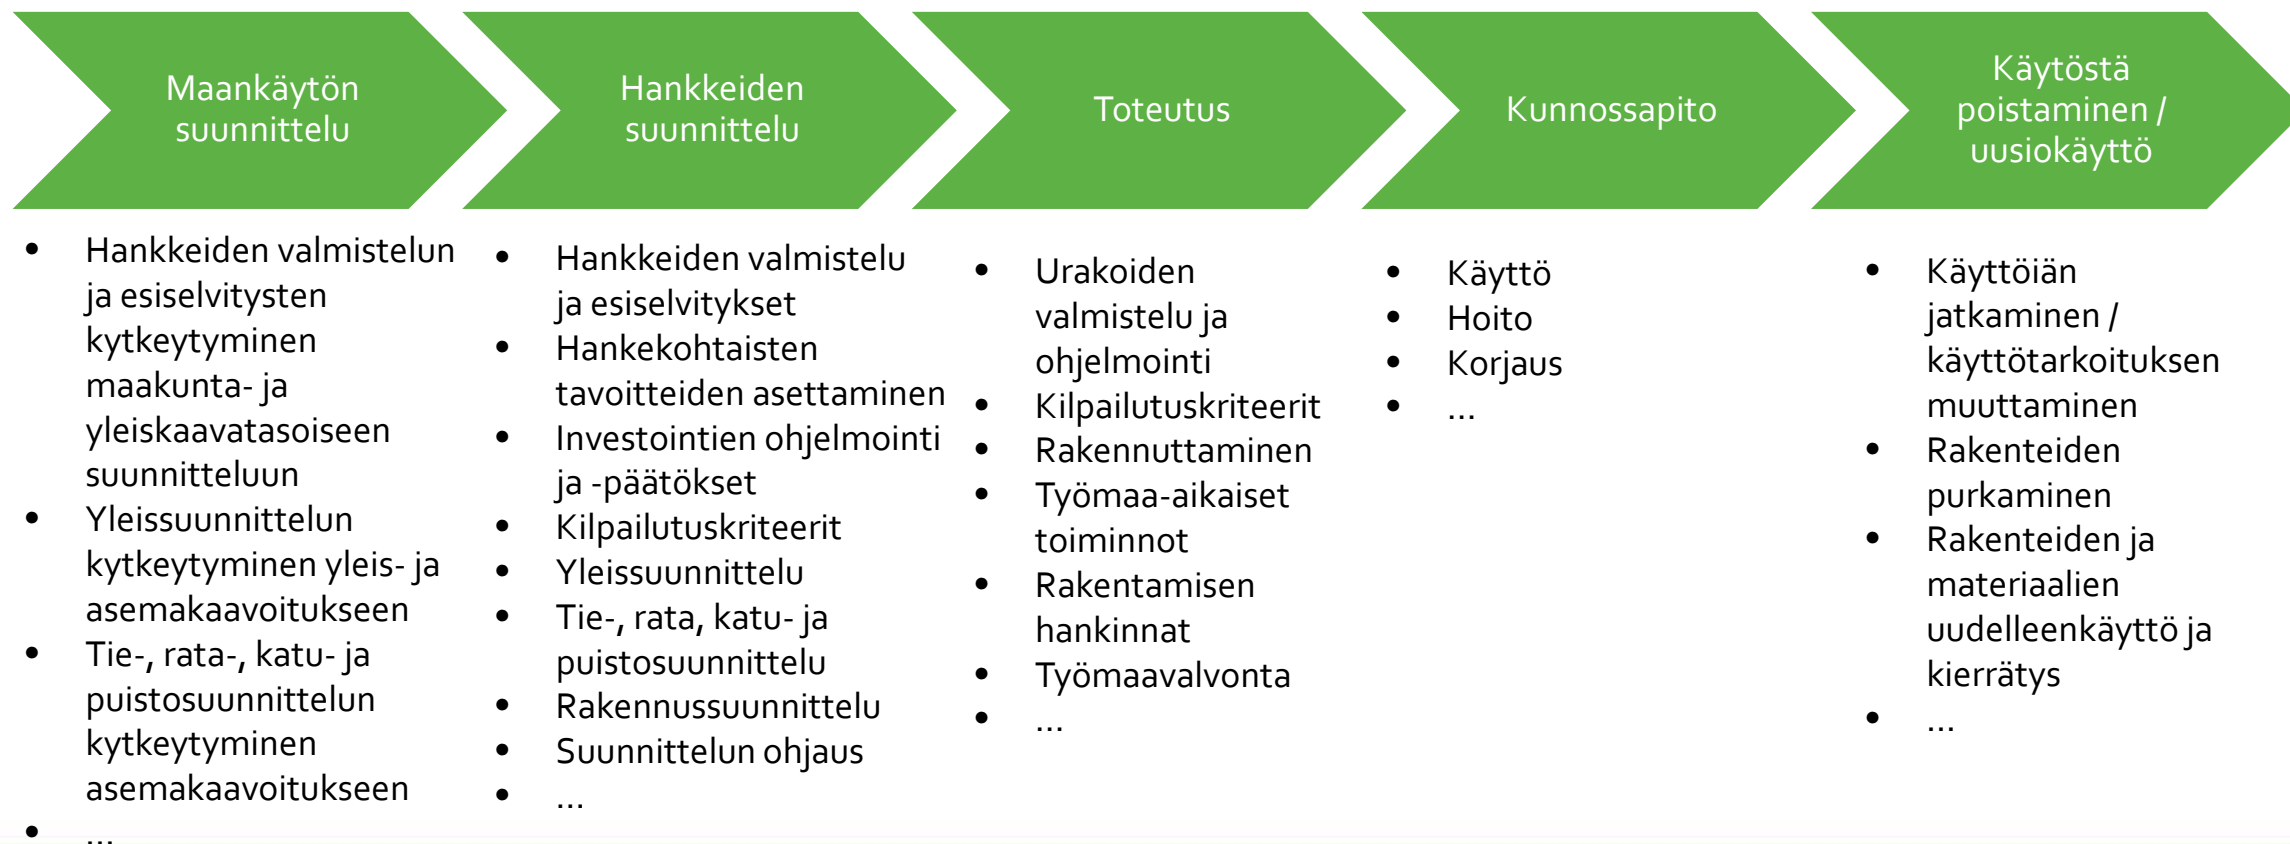 Maankäytön
suunnittelu
Hankkeiden
suunnittelu
Toteutus
Kunnossapito
Käytöstä
poistaminen /
uusiokäyttö
• Hankkeiden valmistelun
ja esiselvitysten
kytkeytyminen
maakunta- ja
yleiskaavatasoiseen
suunnitteluun
• Yleissuunnittelun
kytkeytyminen yleis- ja
asemakaavoitukseen
• Tie-, rata-, katu- ja
puistosuunnittelun
kytkeytyminen
asemakaavoitukseen
• ...
• Hankkeiden valmistelu
ja esiselvitykset
• Hankekohtaisten
tavoitteiden asettaminen
• Investointien ohjelmointi
ja -päätökset
• Kilpailutuskriteerit
• Yleissuunnittelu
• Tie-, rata, katu- ja
puistosuunnittelu
• Rakennussuunnittelu
• Suunnittelun ohjaus
• ...
• Urakoiden
valmistelu ja
ohjelmointi
• Kilpailutuskriteerit
• Rakennuttaminen
• Työmaa-aikaiset
toiminnot
• Rakentamisen
hankinnat
• Työmaavalvonta
• ...
• Käyttö
• Hoito
• Korjaus
• ...
• Käyttöiän
jatkaminen /
käyttötarkoituksen
muuttaminen
• Rakenteiden
purkaminen
• Rakenteiden ja
materiaalien
uudelleenkäyttö ja
kierrätys
• ...